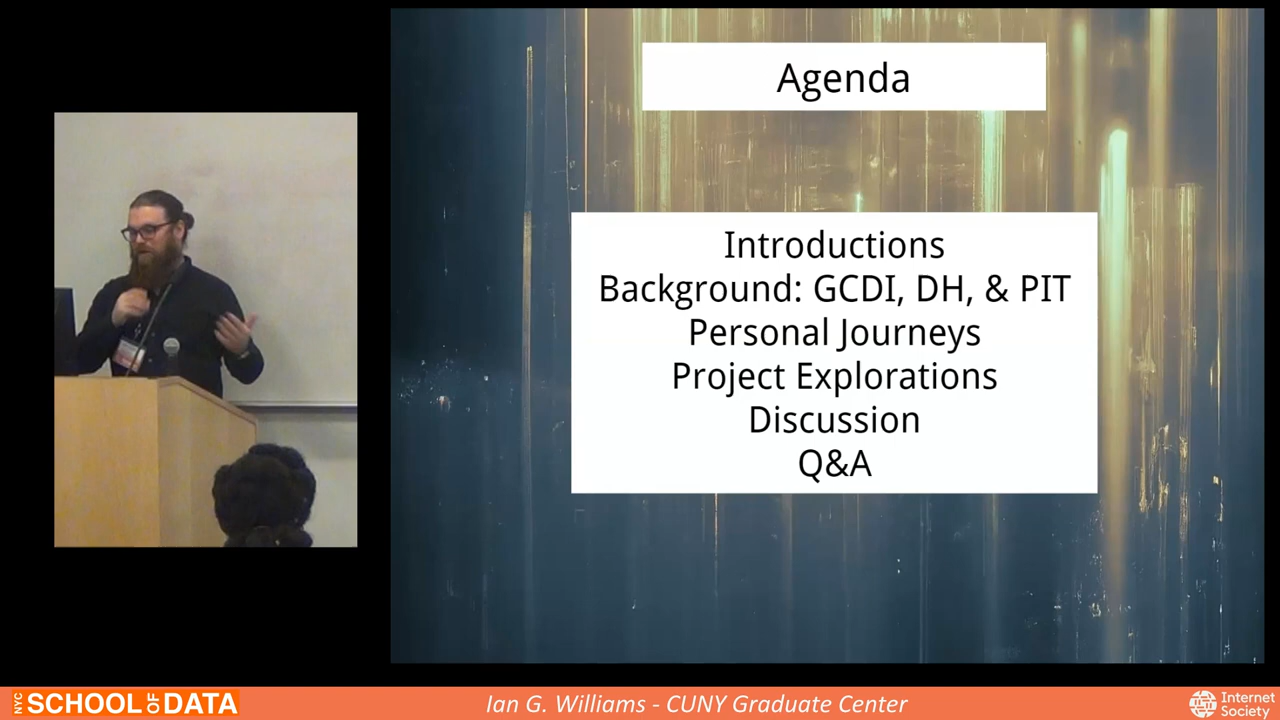 Agenda
Introductions
Background: GCDI, DH, & PIT
Personal Journeys
Project Explorations
Discussion
Q&A
NYC SCHOOL OF DATA
Ian G. Williams - CUNY Graduate Center
Internet
Society